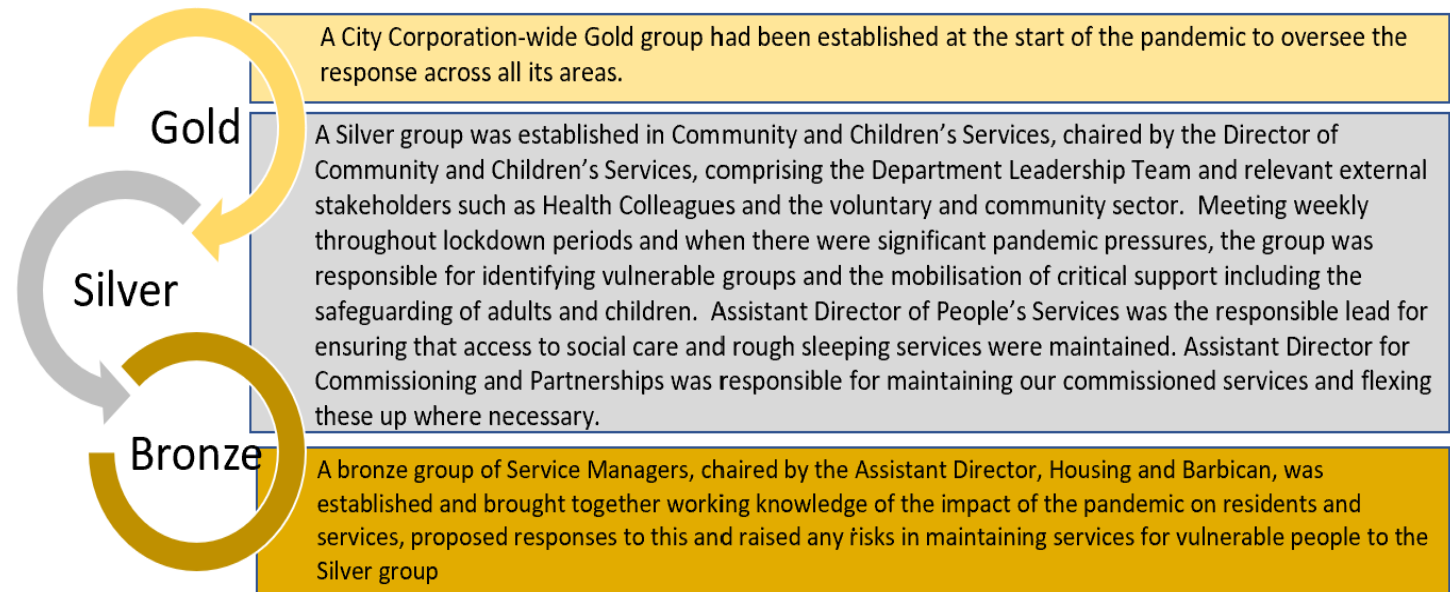 A City Corporation-wide Gold group had been established at the start of the pandemic to oversee the
response across all its areas.
Gold
A Silver group was established in Community and Children's Services, chaired by the Director of
Community and Children's Services, comprising the Department Leadership Team and relevant external
stakeholders such as Health Colleagues and the voluntary and community sector.  Meeting weekly
throughout lockdown periods and when there were significant pandemic pressures, the group was
responsible for identifying vulnerable groups and the mobilisation of critical support including the
safeguarding of adults and children.  Assistant Director of People's Services was the responsible lead for
ensuring that access to social care and rough sleeping services were maintained. Assistant Director for
Commissioning and Partnerships was responsible for maintaining our commissioned services and flexing
these up where necessary.
Silver
Bronze
A bronze group of Service Managers, chaired by the Assistant Director, Housing and Barbican, was
established and brought together working knowledge of the impact of the pandemic on residents and
services, proposed responses to this and raised any risks in maintaining services for vulnerable people to the
Silver group